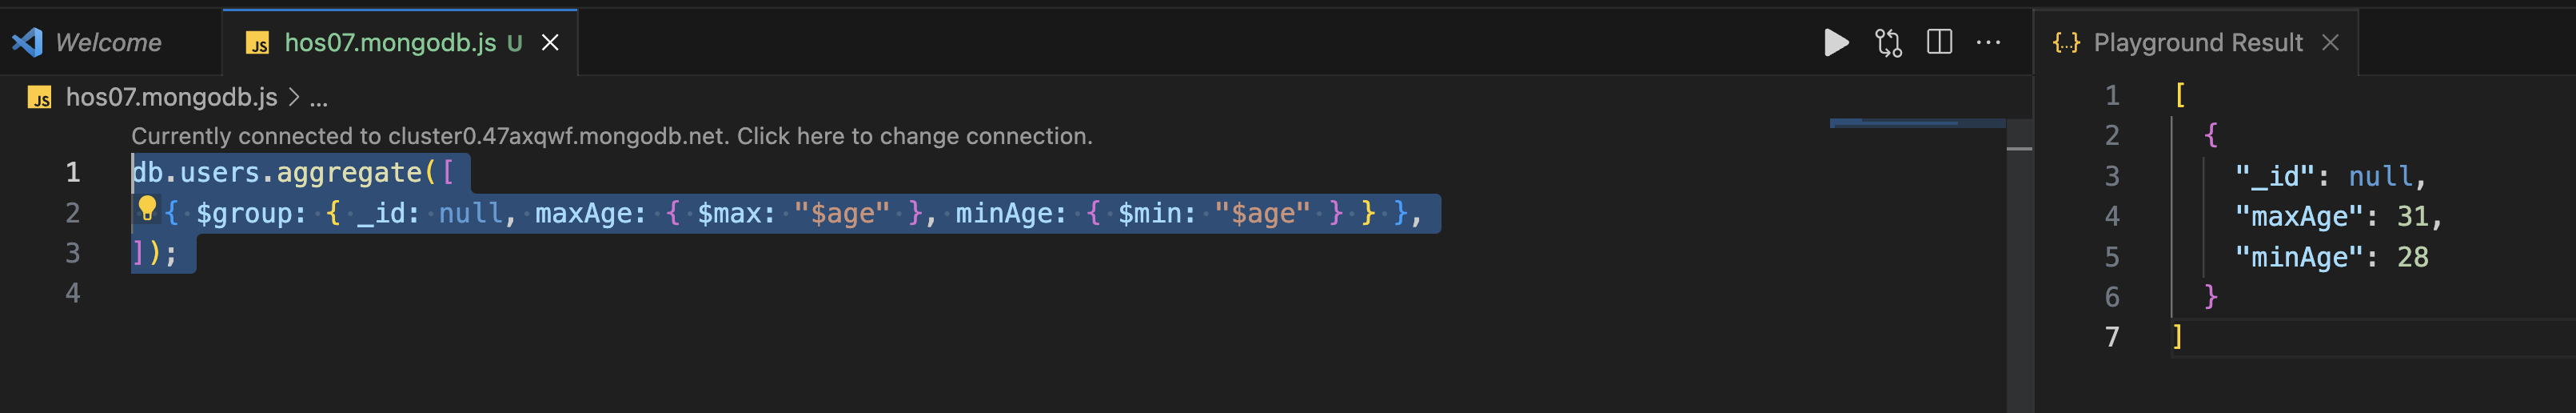 Welcome
JS hos07.mongodb.js U
{...} Playground Result
JS hos07.mongodb.js > ...
Currently connected to cluster0.47axqwf.mongodb.net. Click here to change connection.
1 db.users.aggregate([
2 { $group: { _id: null, maxAge: { $max: "$age" }, minAge: { $min: "$age" } } },
3 ]);
4
1 [
2 {
3 "_id": null,
4 "maxAge": 31,
5 "minAge": 28
6 }
7 ]